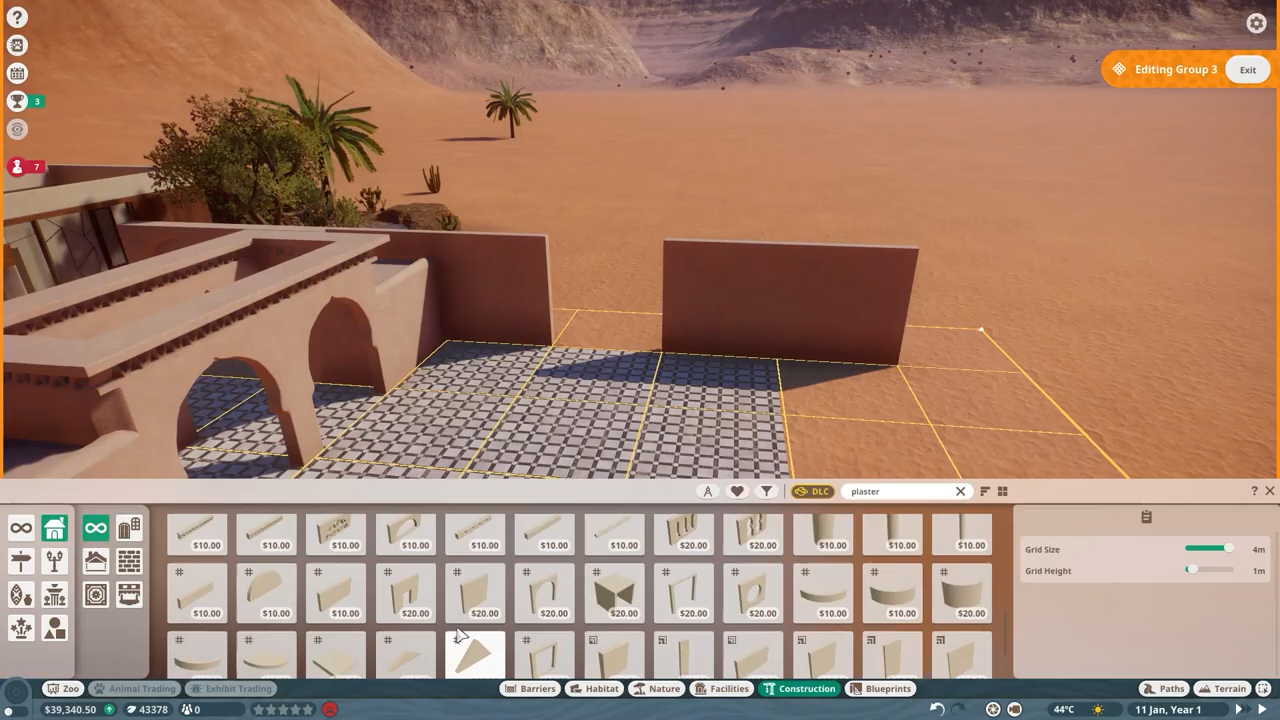 ?
3
7
Editing Group 3
Exit
DLC
plaster
?
$10.00 $10.00 $10.00 $10.00 $10.00 $10.00 $10.00 $20.00 $20.00 $10.00 $10.00 $10.00
$10.00 $10.00 $10.00 $20.00 $20.00 $10.00 $20.00 $20.00 $20.00 $10.00 $10.00 $20.00
Grid Size 4m
Grid Height 1m
Zoo Animal Trading Exhibit Trading Barriers Habitat Nature Facilities Construction Blueprints Paths Terrain
$39,340.50 43378 0 44°C 11 Jan, Year 1